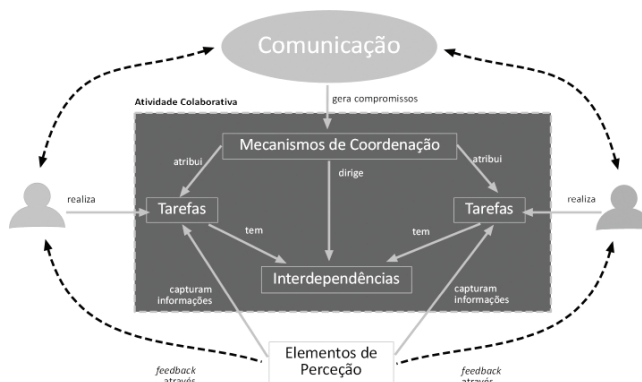 Comunicação
gera compromissos
Atividade Colaborativa
Mecanismos de Coordenação
atribui
atribui
dirige
realiza
realiza
Tarefas
Tarefas
tem
tem
Interdependências
capturam
informações
capturam
informações
Elementos de
Perceção
feedback
através
feedback
através